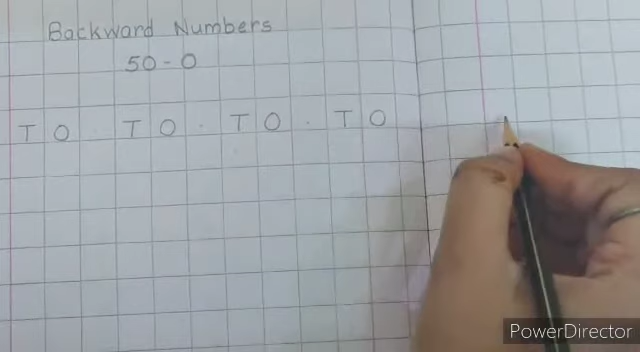 Backward Numbers
50-0
T O . T O . T O . T O
PowerDirector